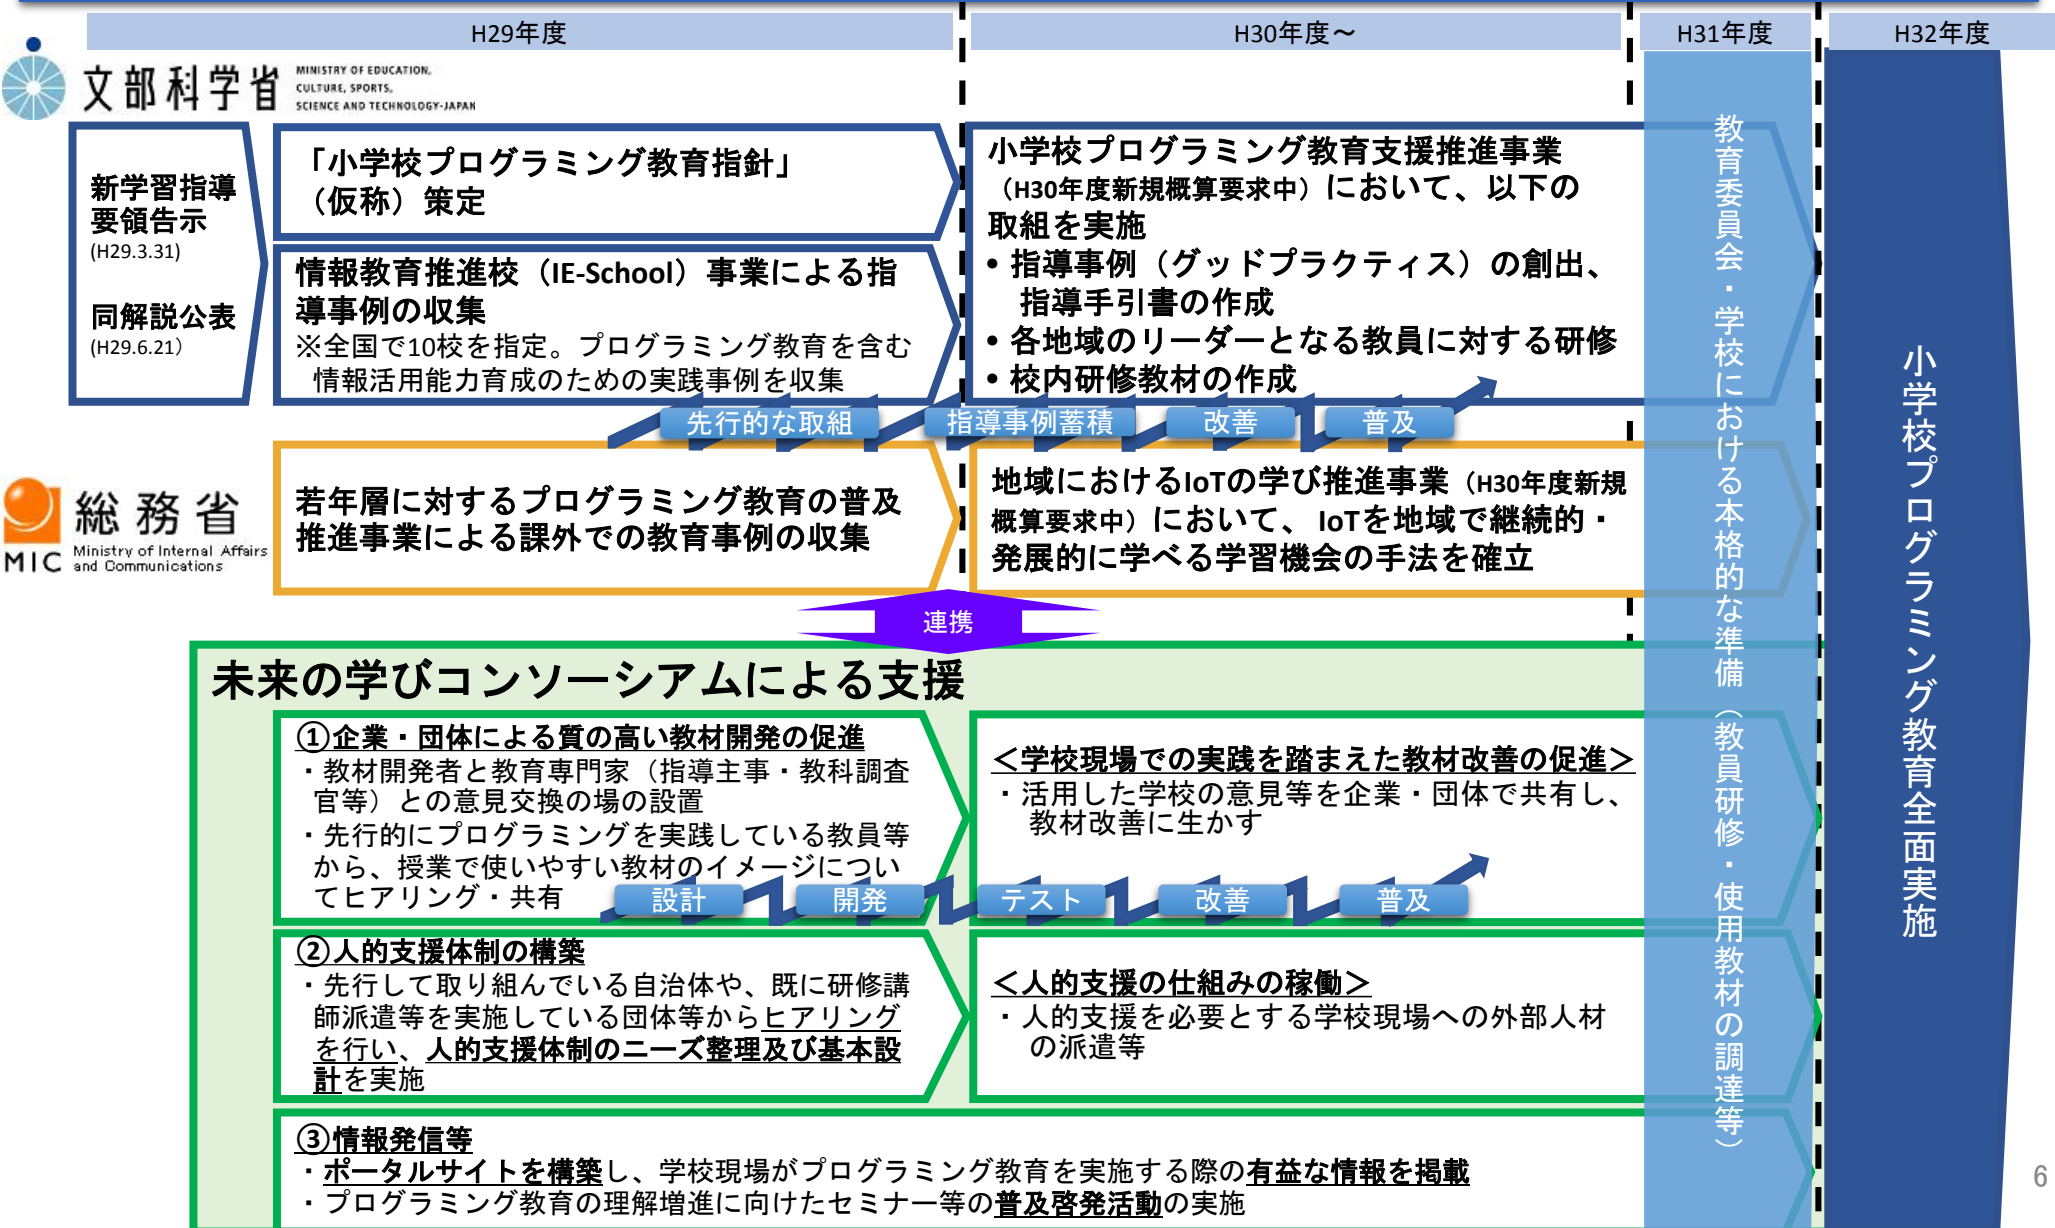 H29年度
H30年度～
H31年度
H32年度
文部科学省
MINISTRY OF EDUCATION,
CULTURE, SPORTS,
SCIENCE AND TECHNOLOGY-JAPAN
新学習指導
要領告示
(H29.3.31)
同解説公表
(H29.6.21）
「小学校プログラミング教育指針」
（仮称）策定
情報教育推進校（IE-School）事業による指
導事例の収集
※全国で10校を指定。プログラミング教育を含む
情報活用能力育成のための実践事例を収集
小学校プログラミング教育支援推進事業
（H30年度新規概算要求中）において、以下の
取組を実施
• 指導事例（グッドプラクティス）の創出、
指導手引書の作成
• 各地域のリーダーとなる教員に対する研修
• 校内研修教材の作成
先行的な取組
指導事例蓄積
改善
普及
総務省
MIC
Ministry of Internal Affairs
and Communications
若年層に対するプログラミング教育の普及
推進事業による課外での教育事例の収集
地域におけるIoTの学び推進事業（H30年度新規
概算要求中）において、 IoTを地域で継続的・
発展的に学べる学習機会の手法を確立
連携
未来の学びコンソーシアムによる支援
①企業・団体による質の高い教材開発の促進
・教材開発者と教育専門家（指導主事・教科調査
官等）との意見交換の場の設置
・先行的にプログラミングを実践している教員等
から、授業で使いやすい教材のイメージについ
てヒアリング・共有
＜学校現場での実践を踏まえた教材改善の促進＞
・活用した学校の意見等を企業・団体で共有し、
教材改善に生かす
設計
開発
テスト
改善
普及
②人的支援体制の構築
・先行して取り組んでいる自治体や、既に研修講
師派遣等を実施している団体等からヒアリング
を行い、人的支援体制のニーズ整理及び基本設
計を実施
＜人的支援の仕組みの稼働＞
・人的支援を必要とする学校現場への外部人材
の派遣等
③情報発信等
・ポータルサイトを構築し、学校現場がプログラミング教育を実施する際の有益な情報を掲載
・プログラミング教育の理解増進に向けたセミナー等の普及啓発活動の実施
教育委員会・学校における本格的な準備（教員研修・使用教材の調達等）
小学校プログラミング教育全面実施
6